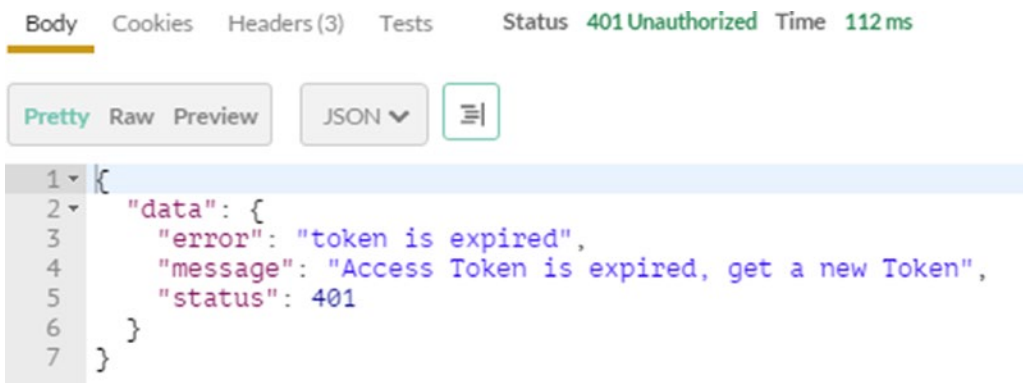 Body Cookies Headers (3) Tests Status 401 Unauthorized Time 112 ms
Pretty Raw Preview JSON
1 {
2 "data": {
3 "error": "token is expired",
4 "message": "Access Token is expired, get a new Token",
5 "status": 401
6 }
7 }